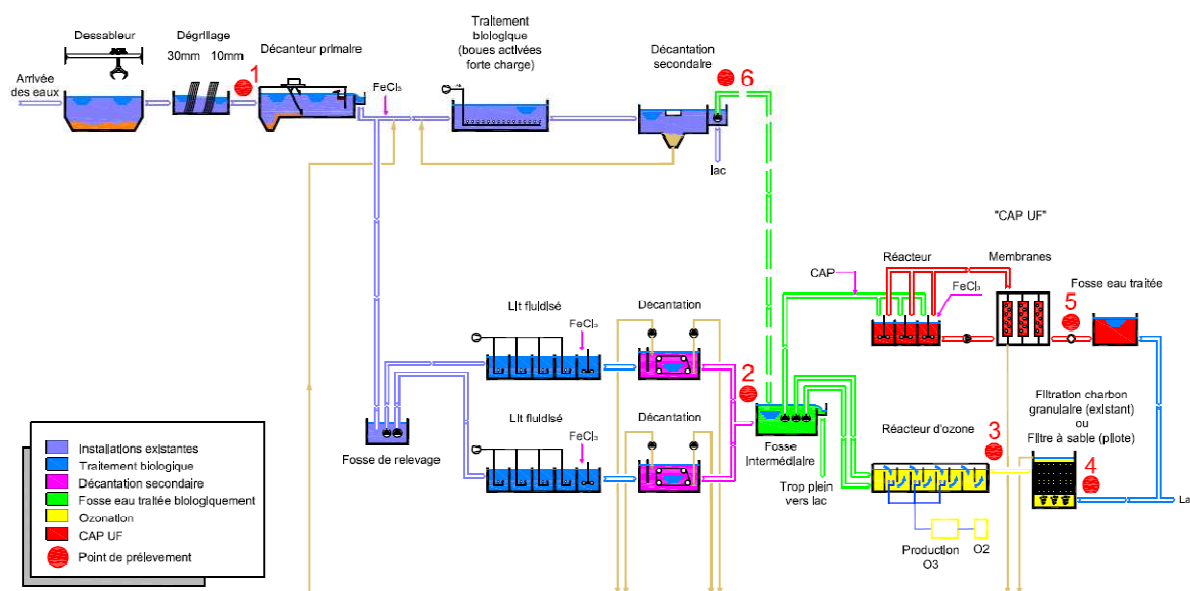 Dessableur
Dégrillage
30mm 10mm
Décanteur primaire
Traitement
biologique
(boues activées
forte charge)
Décantation
secondaire
Arrivée
des eaux
1
FeCl₃
6
lac
"CAP UF"
CAP
Réacteur
Membranes
FeCl₃
5
Fosse eau traitée
Lit fluidisé
FeCl₃
Décantation
2
Lit fluidisé
FeCl₃
Décantation
Fosse de relevage
Fosse
intermédiaire
Trop plein
vers lac
Réacteur d'ozone
3
Filtration charbon
granulaire (existant)
ou
Filtre à sable (pilote)
4
La
Production
O3
O2
Installations existantes
Traitement biologique
Décantation secondaire
Fosse eau traitée biologiquement
Ozonation
CAP UF
Point de prélevement